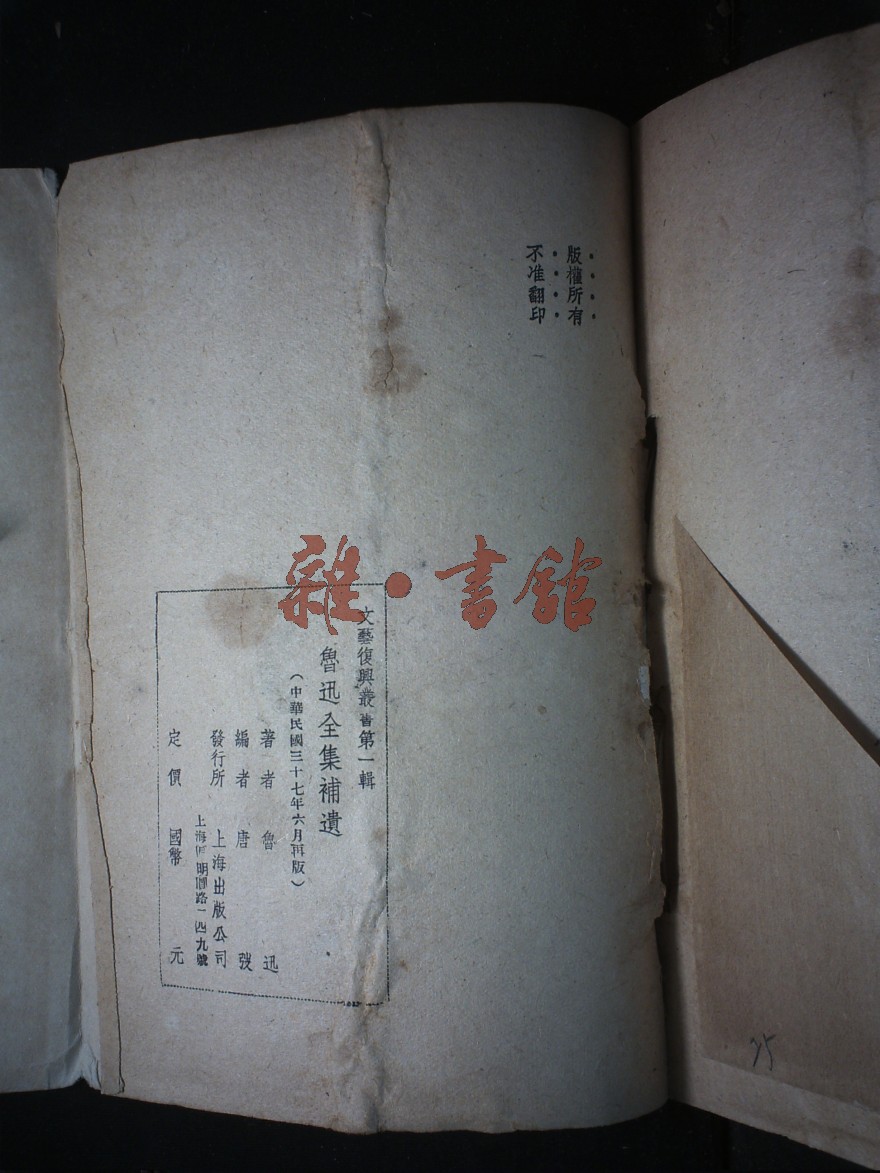 版權所有
不准翻印
雜·書館
文藝復興叢書第一輯
魯迅全集補遺
（中華民國三十七年六月再版）
著者 魯迅
編者 唐弢
發行所 上海出版公司
上海 明 路一四九號
定價 國幣 元
25